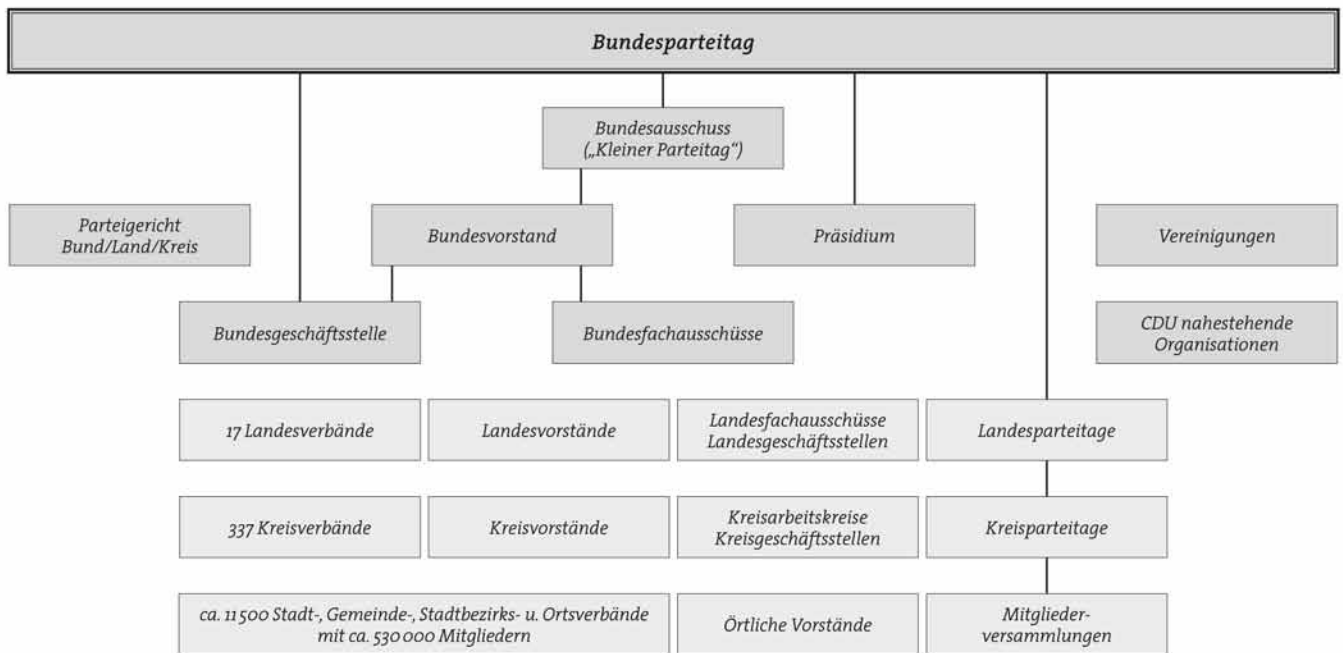 Bundesparteitag
Bundesausschuss
(„Kleiner Parteitag“)
Parteigericht
Bund/Land/Kreis
Bundesvorstand
Präsidium
Vereinigungen
Bundesgeschäftsstelle
Bundesfachausschüsse
CDU nahestehende
Organisationen
17 Landesverbände
Landesvorstände
Landesfachausschüsse
Landesgeschäftsstellen
Landesparteitage
337 Kreisverbände
Kreisvorstände
Kreisarbeitskreise
Kreisgeschäftsstellen
Kreisparteitage
ca. 11 500 Stadt-, Gemeinde-, Stadtbezirks- u. Ortsverbände
mit ca. 530 000 Mitgliedern
Örtliche Vorstände
Mitglieder-
versammlungen